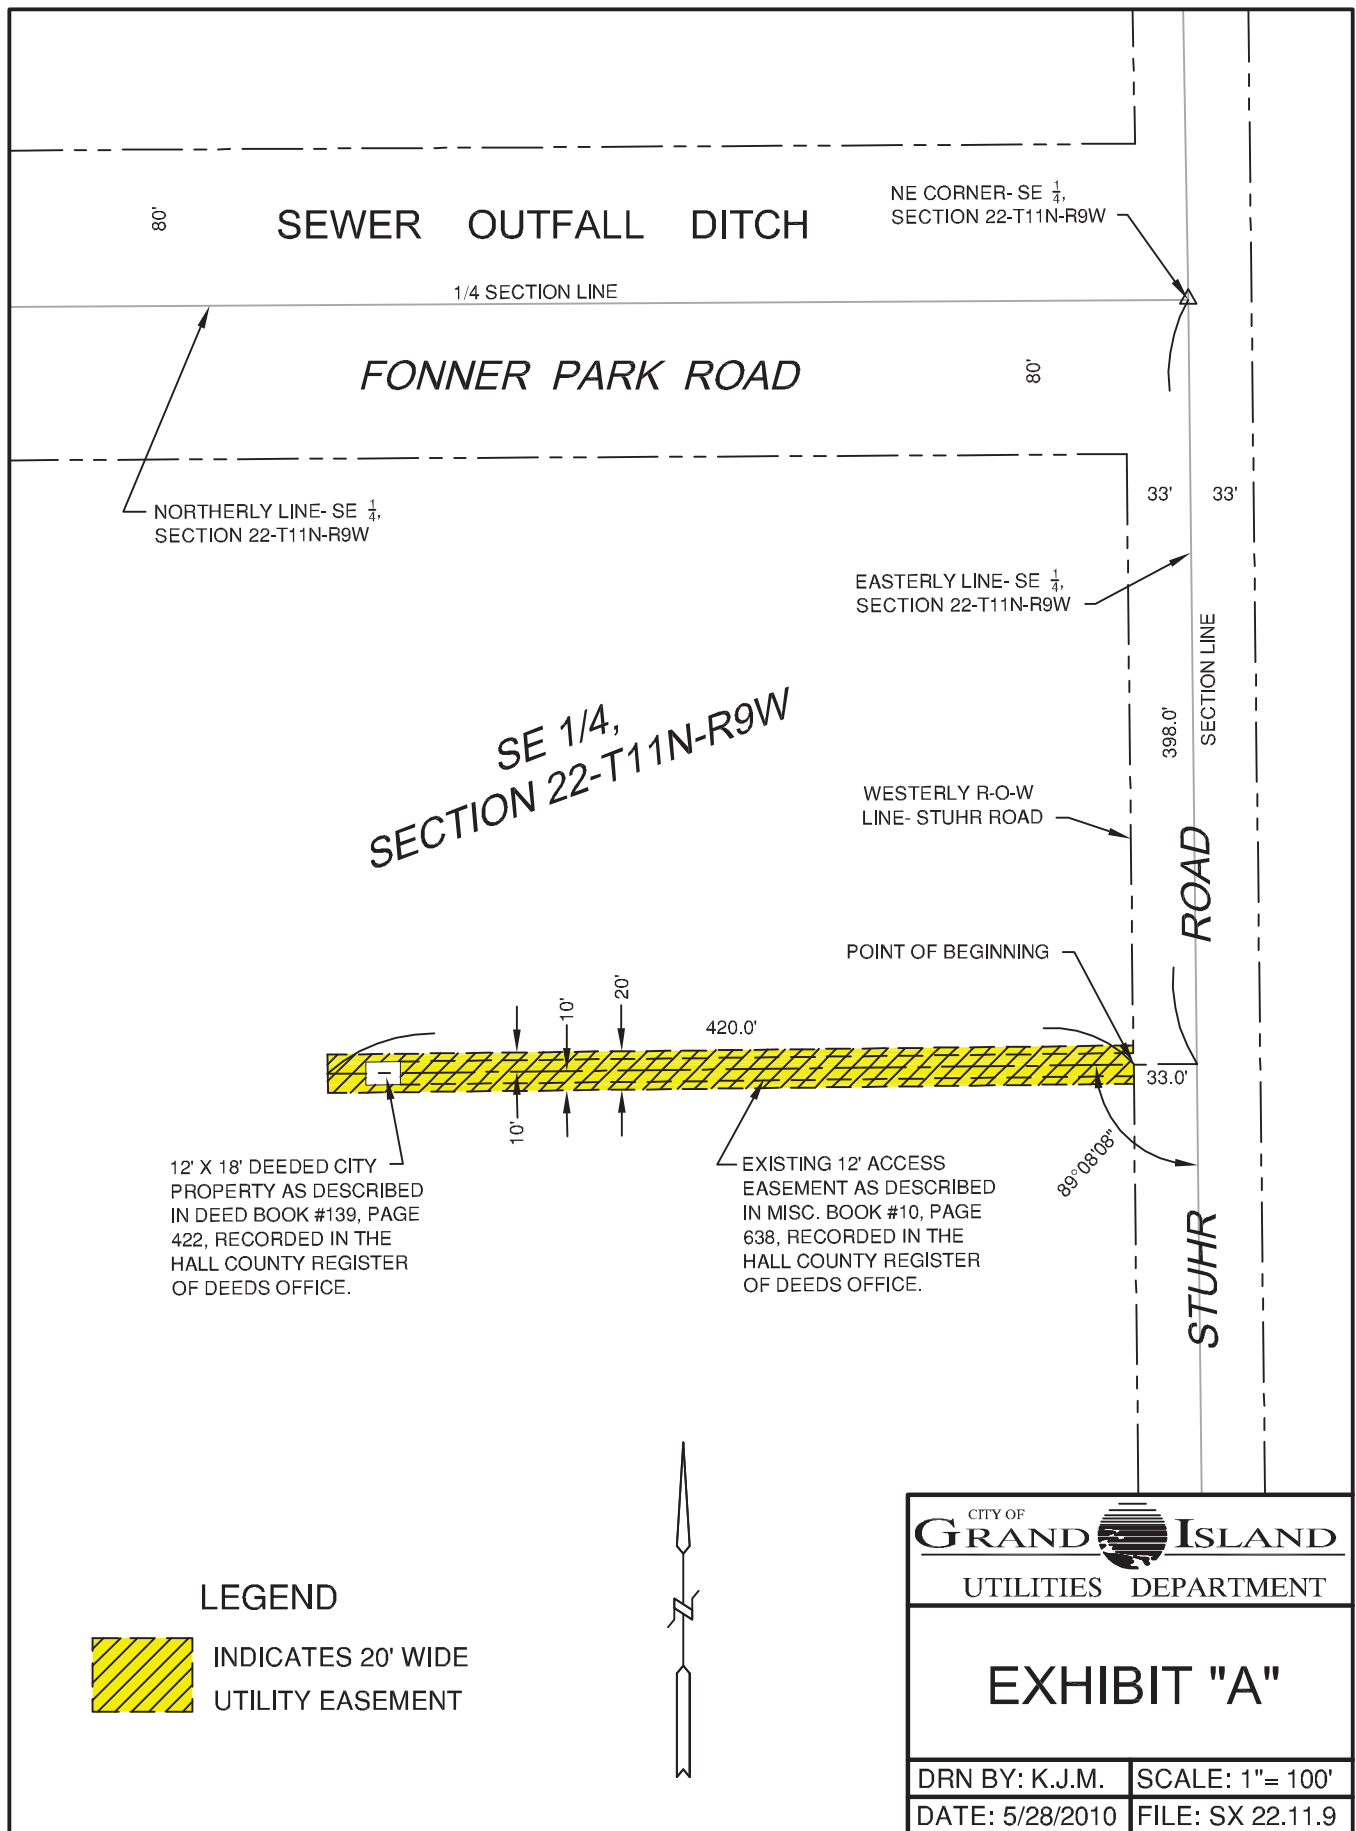 NE CORNER- SE 1/4,
SECTION 22-T11N-R9W
80'
SEWER OUTFALL DITCH
1/4 SECTION LINE
FONNER PARK ROAD
80'
33' 33'
NORTHERLY LINE- SE 1/4,
SECTION 22-T11N-R9W
EASTERLY LINE- SE 1/4,
SECTION 22-T11N-R9W
SECTION LINE
398.0'
SE 1/4,
SECTION 22-T11N-R9W
WESTERLY R-O-W
LINE- STUHR ROAD
POINT OF BEGINNING
STUHR ROAD
20'
10'
420.0'
33.0'
10'
89°08'08"
12' X 18' DEEDED CITY
PROPERTY AS DESCRIBED
IN DEED BOOK #139, PAGE
422, RECORDED IN THE
HALL COUNTY REGISTER
OF DEEDS OFFICE.
EXISTING 12' ACCESS
EASEMENT AS DESCRIBED
IN MISC. BOOK #10, PAGE
638, RECORDED IN THE
HALL COUNTY REGISTER
OF DEEDS OFFICE.
N
LEGEND
INDICATES 20' WIDE
UTILITY EASEMENT
CITY OF
GRAND ISLAND
UTILITIES DEPARTMENT
EXHIBIT "A"
DRN BY: K.J.M. SCALE: 1"= 100'
DATE: 5/28/2010 FILE: SX 22.11.9